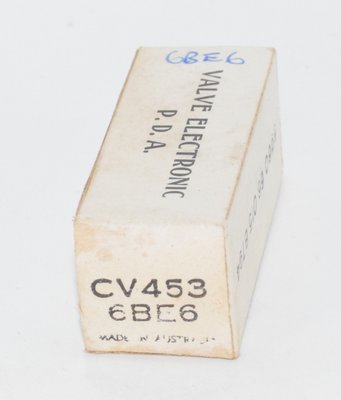 6BE6
VALVE ELECTRONIC
P.D.A.
CV453
6BE6
MADE IN AUSTRALIA